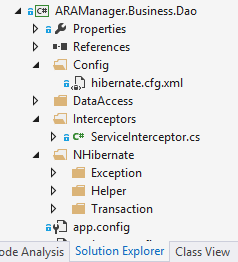 ARAManager.Business.Dao
Properties
References
Config
hibernate.cfg.xml
DataAccess
Interceptors
ServiceInterceptor.cs
NHibernate
Exception
Helper
Transaction
app.config
ode Analysis Solution Explorer Class View